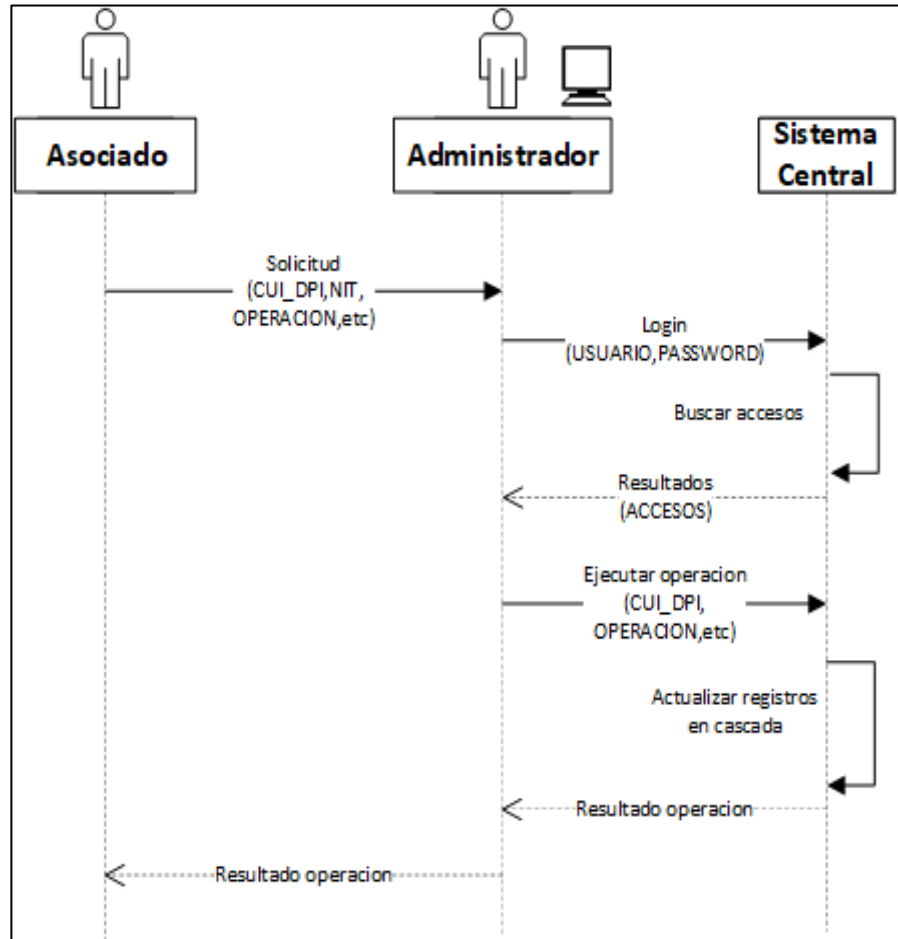 Asociado
Administrador
Sistema
Central
Solicitud
(CUI_DPI,NIT,
OPERACION,etc)
Login
(USUARIO,PASSWORD)
Buscar accesos
Resultados
(ACCESOS)
Ejecutar operacion
(CUI_DPI,
OPERACION,etc)
Actualizar registros
en cascada
Resultado operacion
Resultado operacion